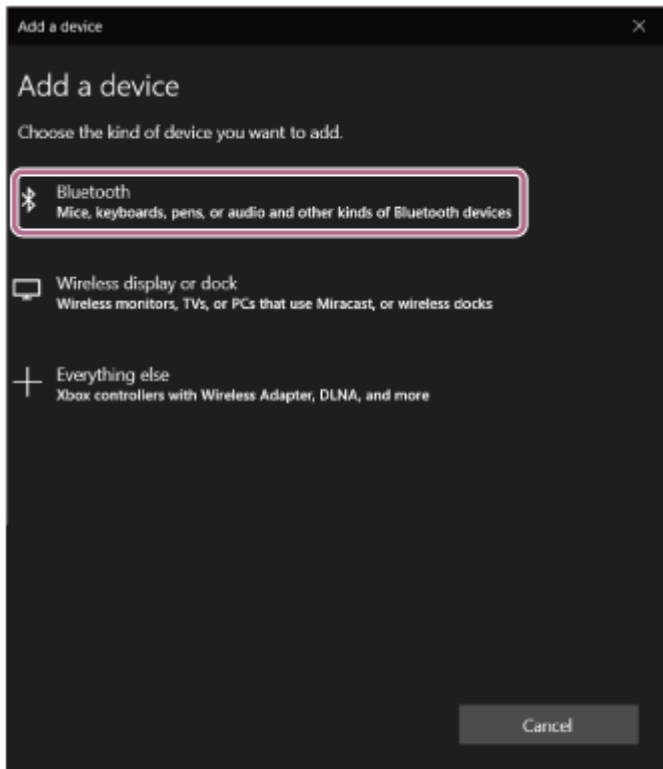 Add a device
Add a device
Choose the kind of device you want to add.
Bluetooth
Mice, keyboards, pens, or audio and other kinds of Bluetooth devices
Wireless display or dock
Wireless monitors, TVs, or PCs that use Miracast, or wireless docks
Everything else
Xbox controllers with Wireless Adapter, DLNA, and more
Cancel